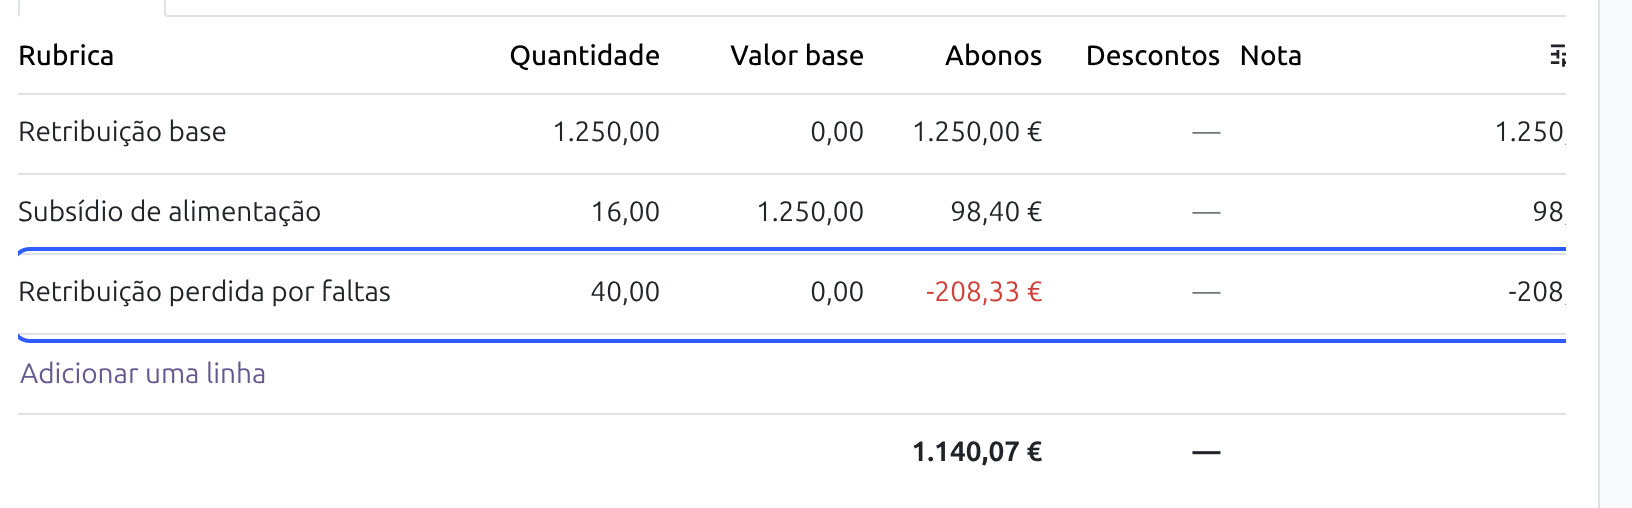 Rubrica Quantidade Valor base Abonos Descontos Nota
Retribuição base 1.250,00 0,00 1.250,00 € — 1.250,
Subsídio de alimentação 16,00 1.250,00 98,40 € — 98,
Retribuição perdida por faltas 40,00 0,00 -208,33 € — -208,
Adicionar uma linha
1.140,07 € —